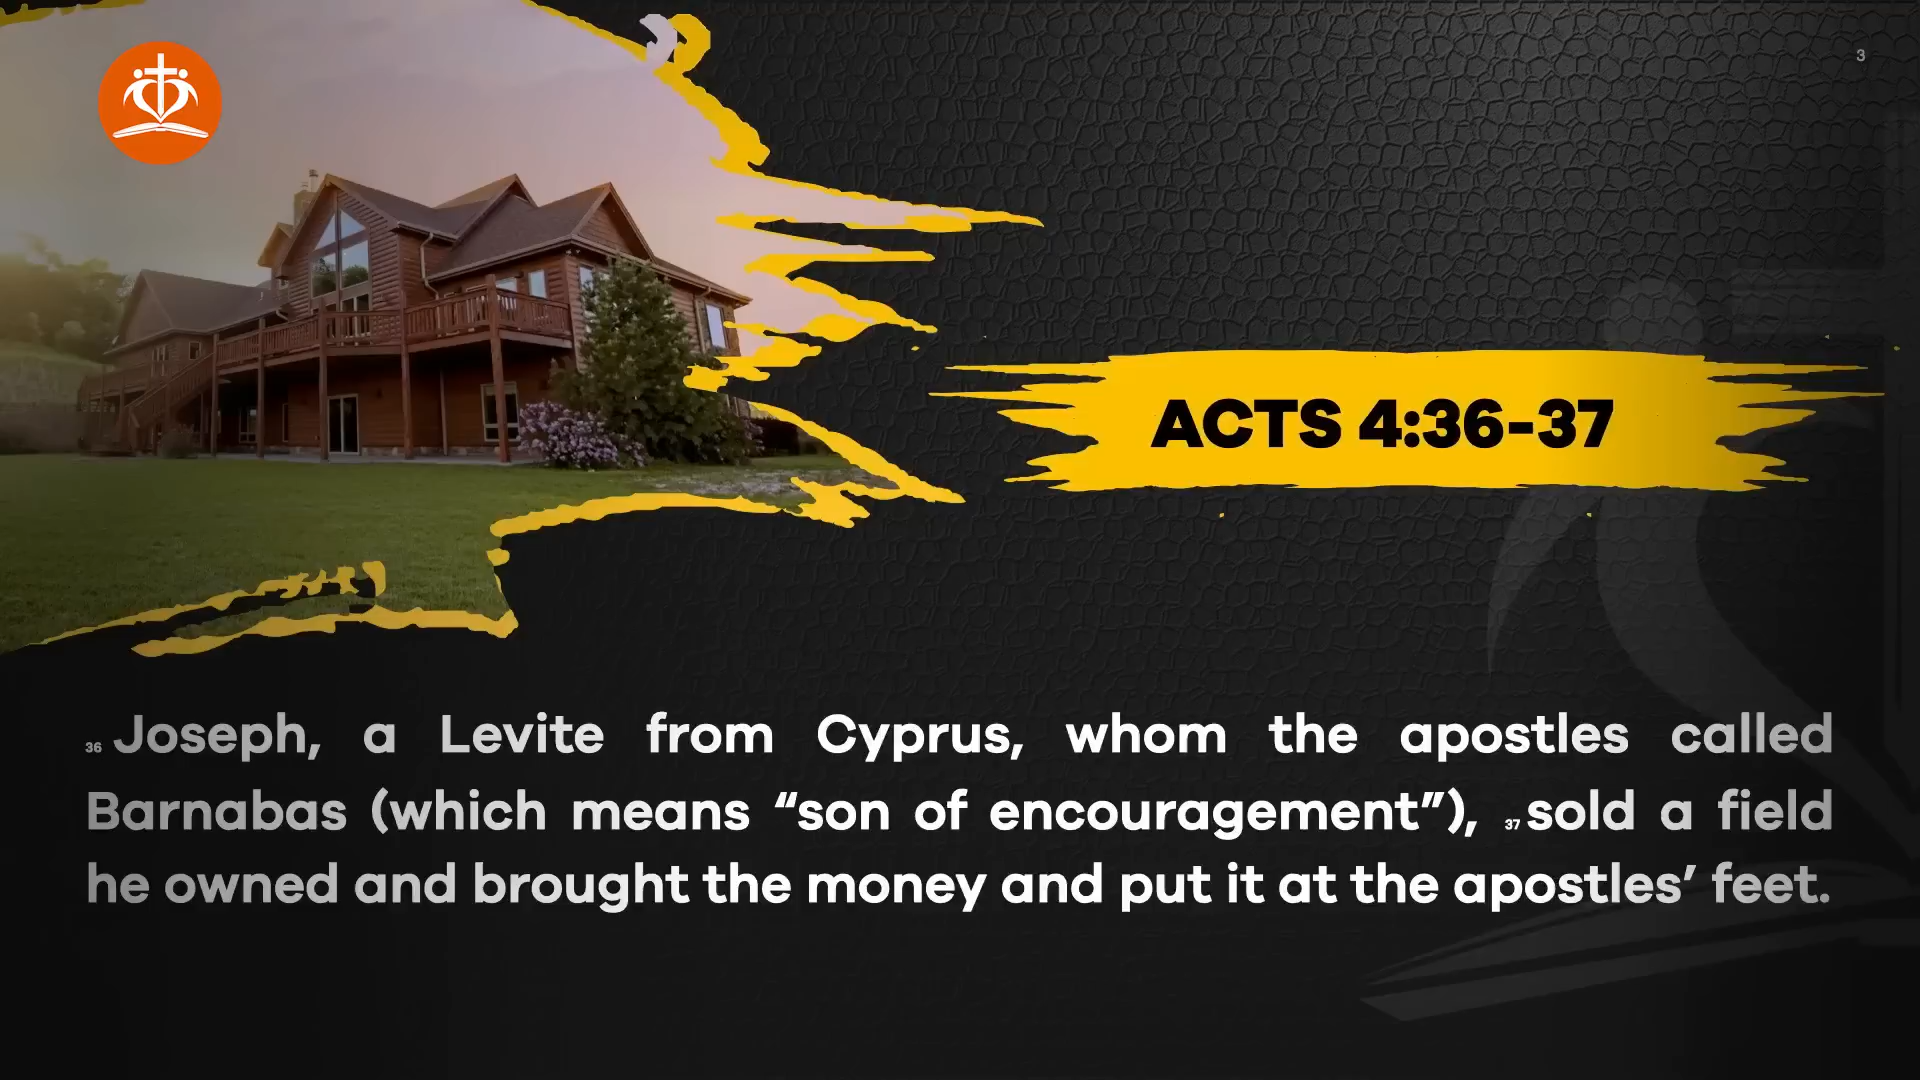 3
ACTS 4:36-37
36 Joseph, a Levite from Cyprus, whom the apostles called
Barnabas (which means “son of encouragement”), 37 sold a field
he owned and brought the money and put it at the apostles’ feet.